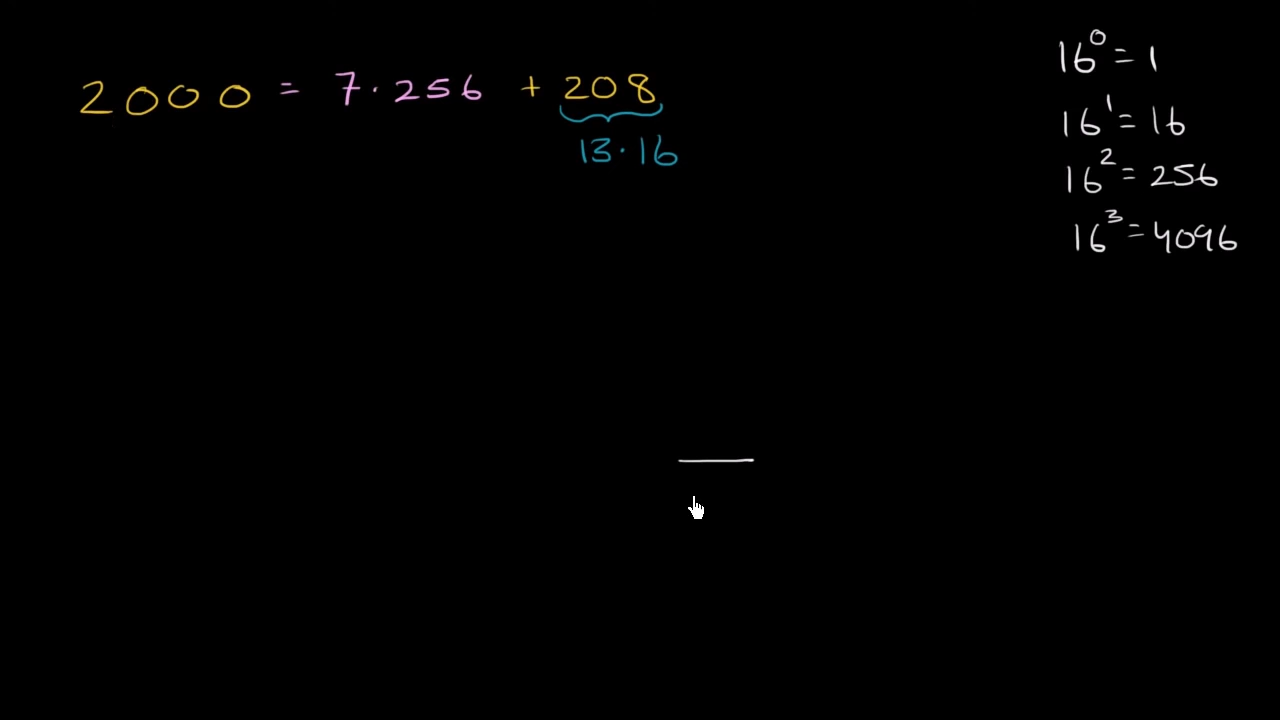 2000 = 7·256 + 208
13·16
16⁰ = 1
16¹ = 16
16² = 256
16³ = 4096